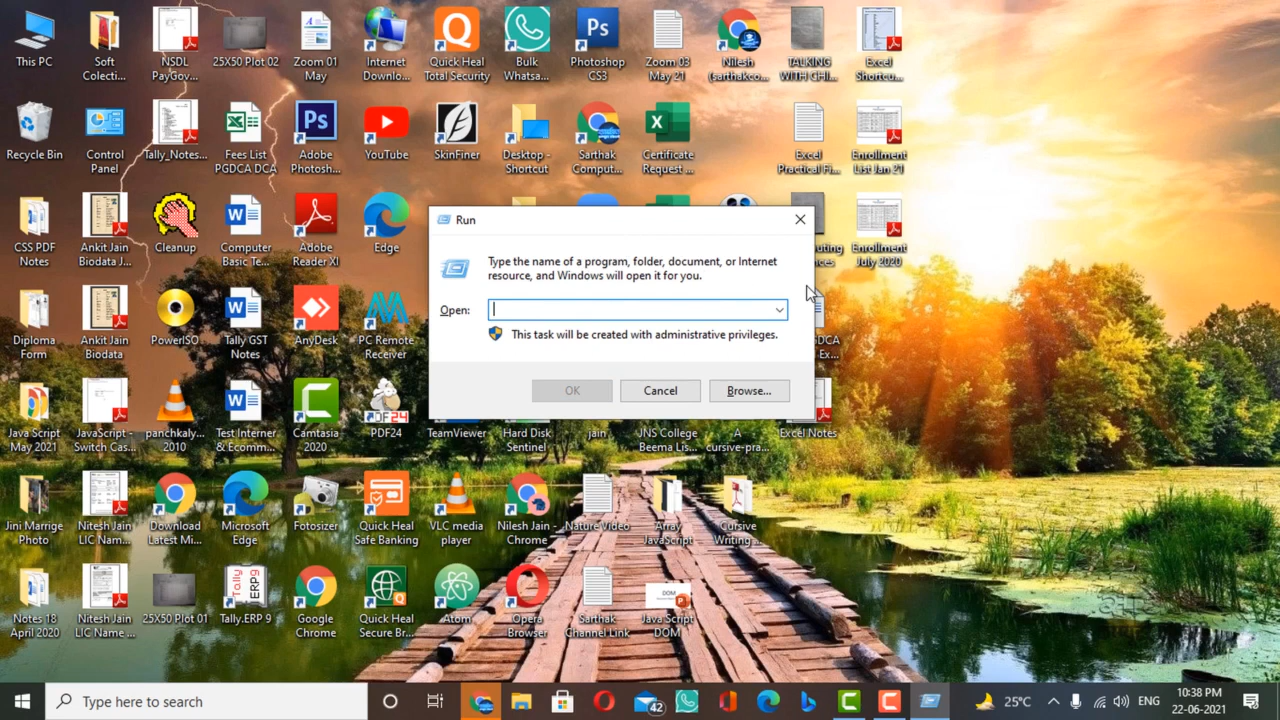 This PC
Soft
Colecti...
NSDL
PayGov...
25X50 Plot 02
Zoom 01
May
Internet
Downlo...
Quick Heal
Total Security
Bulk
Whatsa...
Ps
Photoshop
CS3
Zoom 03
May 21
Nilesh
(sarthakco...
TALKING
WITH CHI...
Excel
Shortcu...
Recycle Bin
Control
Panel
Tally_Notes...
Fees List
PGDCA DCA
Ps
Adobe
Photosh...
YouTube
SkinFiner
Desktop -
Shortcut
Sarthak
Comput...
Certificate
Request ...
Excel
Practical Fi...
Enrollment
List Jan 21
CSS PDF
Notes
Ankit Jain
Biodata J...
Cleanup
Computer
Basic Te...
Adobe
Reader XI
Edge
Enrollment
July 2020
Run
Type the name of a program, folder, document, or Internet
resource, and Windows will open it for you.
Open:
This task will be created with administrative privileges.
OK
Cancel
Browse...
Diploma
Form
Ankit Jain
Biodata
PowerISO
Tally GST
Notes
AnyDesk
PC Remote
Receiver
Java Script
May 2021
JavaScript -
Switch Cas...
panchkaly...
2010
Test Interner
& Ecomm...
Camtasia
2020
PDF24
PDF24
TeamViewer
Hard Disk
Sentinel
jain
JNS College
Beema Lis...
A
cursive-pra...
Excel Notes
Jini Marrige
Photo
Nitesh Jain
LIC Nam...
Download
Latest Mi...
Microsoft
Edge
Fotosizer
Quick Heal
Safe Banking
VLC media
player
Nilesh Jain -
Chrome
Nature Video
Array
JavaScript
Cursive
Writing ...
Notes 18
April 2020
Nitesh Jain
LIC Name ...
25X50 Plot 01
Tally
ERP9
Tally.ERP 9
Google
Chrome
Quick Heal
Secure Br...
Atom
Opera
Browser
Sarthak
Channel Link
DOM
Java Script
DOM
Type here to search
42
25°C
ENG
10:38 PM
22-06-2021